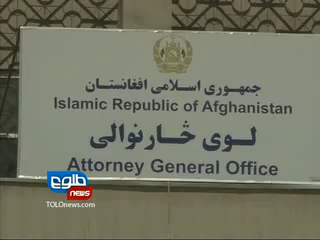 جمهوری اسلامی افغانستان
Islamic Republic of Afghanistan
لوی څارنوالی
Attorney General Office
طلوع
NEWS
TOLOnews.com